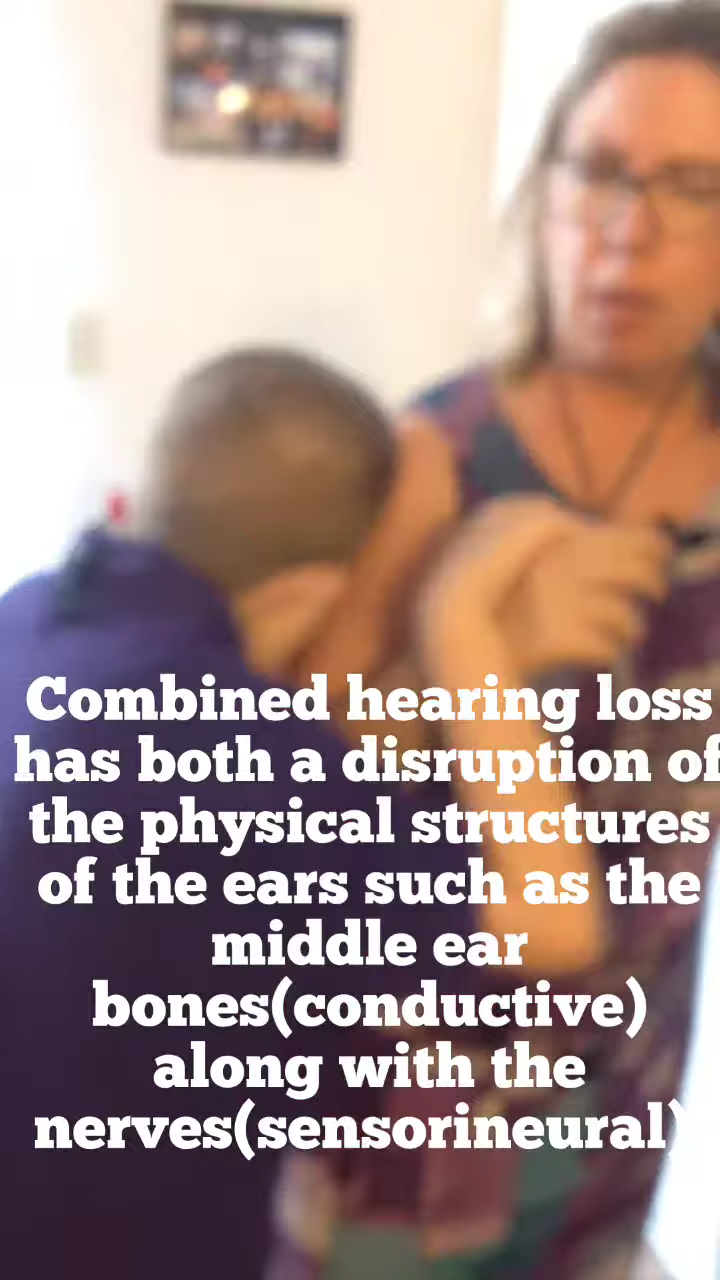 Combined hearing loss
has both a disruption of
the physical structures
of the ears such as the
middle ear
bones(conductive)
along with the
nerves(sensorineural)